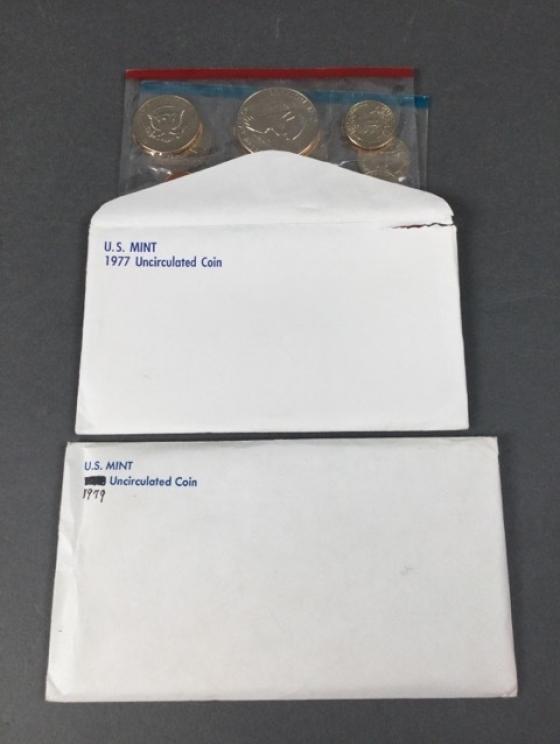 U.S. MINT
1977 Uncirculated Coin
U.S. MINT
Uncirculated Coin
1979